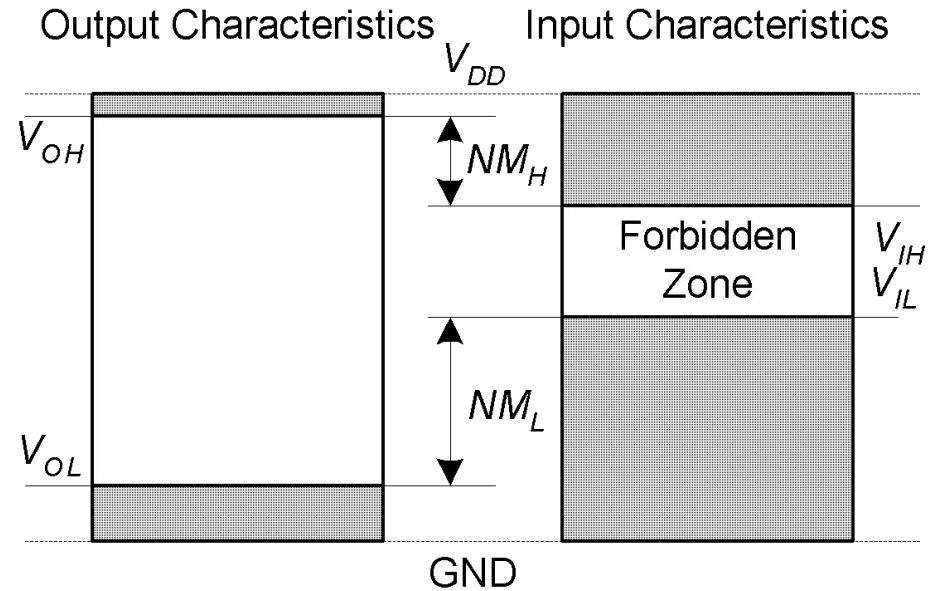 Output Characteristics
Input Characteristics
VDD
VOH
NMH
Forbidden
Zone
VIH
VIL
NML
VOL
GND